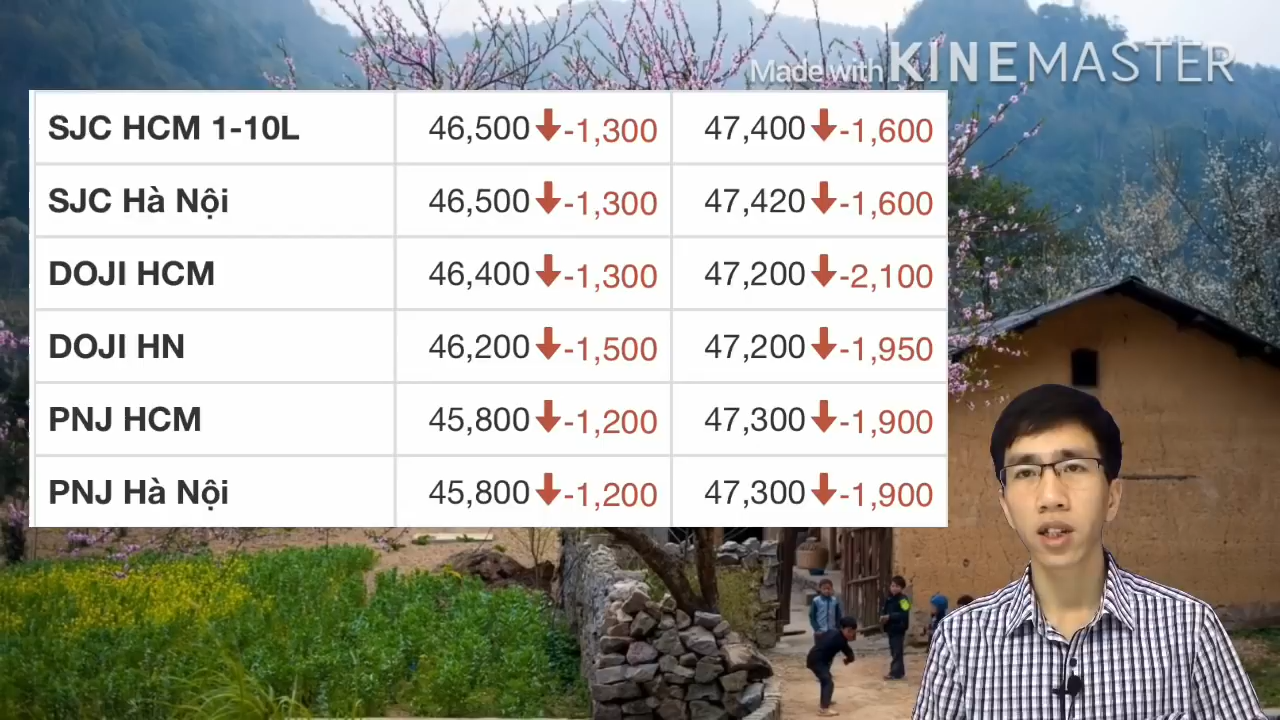 Made with KINEMASTER
SJC HCM 1-10L 46,500 -1,300 47,400 -1,600
SJC Hà Nội 46,500 -1,300 47,420 -1,600
DOJI HCM 46,400 -1,300 47,200 -2,100
DOJI HN 46,200 -1,500 47,200 -1,950
PNJ HCM 45,800 -1,200 47,300 -1,900
PNJ Hà Nội 45,800 -1,200 47,300 -1,900